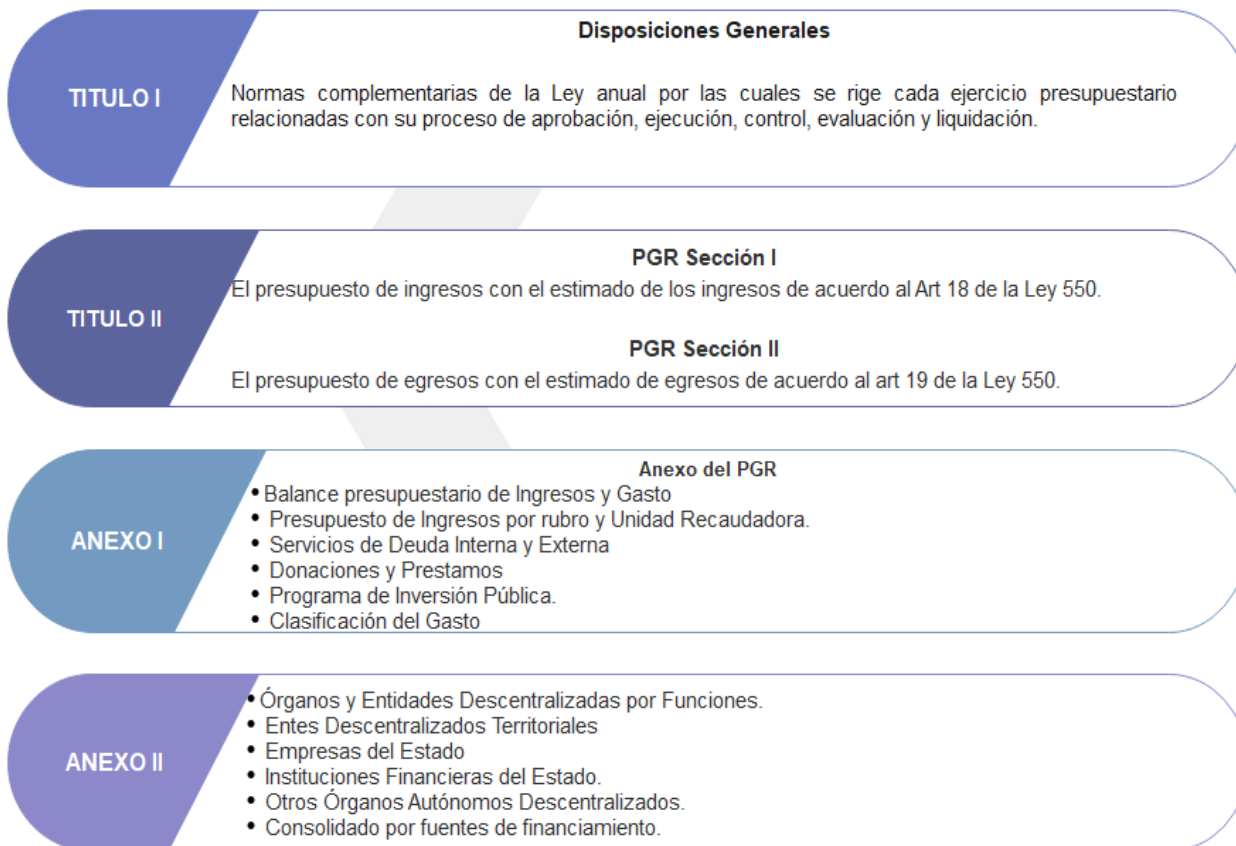 Disposiciones Generales
TITULO I
Normas complementarias de la Ley anual por las cuales se rige cada ejercicio presupuestario
relacionadas con su proceso de aprobación, ejecución, control, evaluación y liquidación.
PGR Sección I
El presupuesto de ingresos con el estimado de los ingresos de acuerdo al Art 18 de la Ley 550.
TITULO II
PGR Sección II
El presupuesto de egresos con el estimado de egresos de acuerdo al art 19 de la Ley 550.
Anexo del PGR
ANEXO I
• Balance presupuestario de Ingresos y Gasto
• Presupuesto de Ingresos por rubro y Unidad Recaudadora.
• Servicios de Deuda Interna y Externa
• Donaciones y Prestamos
• Programa de Inversión Pública.
• Clasificación del Gasto
ANEXO II
• Órganos y Entidades Descentralizadas por Funciones.
• Entes Descentralizados Territoriales
• Empresas del Estado
• Instituciones Financieras del Estado.
• Otros Órganos Autónomos Descentralizados.
• Consolidado por fuentes de financiamiento.